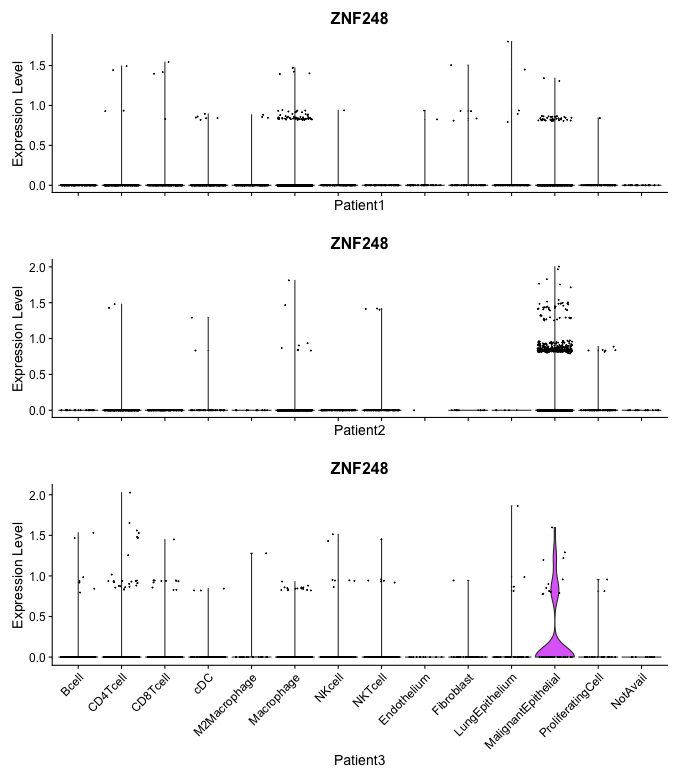 ZNF248
Expression Level
1.5
1.0
0.5
0.0
Patient1
ZNF248
Expression Level
2.0
1.5
1.0
0.5
0.0
Patient2
ZNF248
Expression Level
2.0
1.5
1.0
0.5
0.0
Bcell
CD4Tcell
CD8Tcell
cDC
M2Macrophage
Macrophage
NKcell
NKTcell
Endothelium
Fibroblast
LungEpithelium
MalignantEpithelial
ProliferatingCell
NotAvail
Patient3